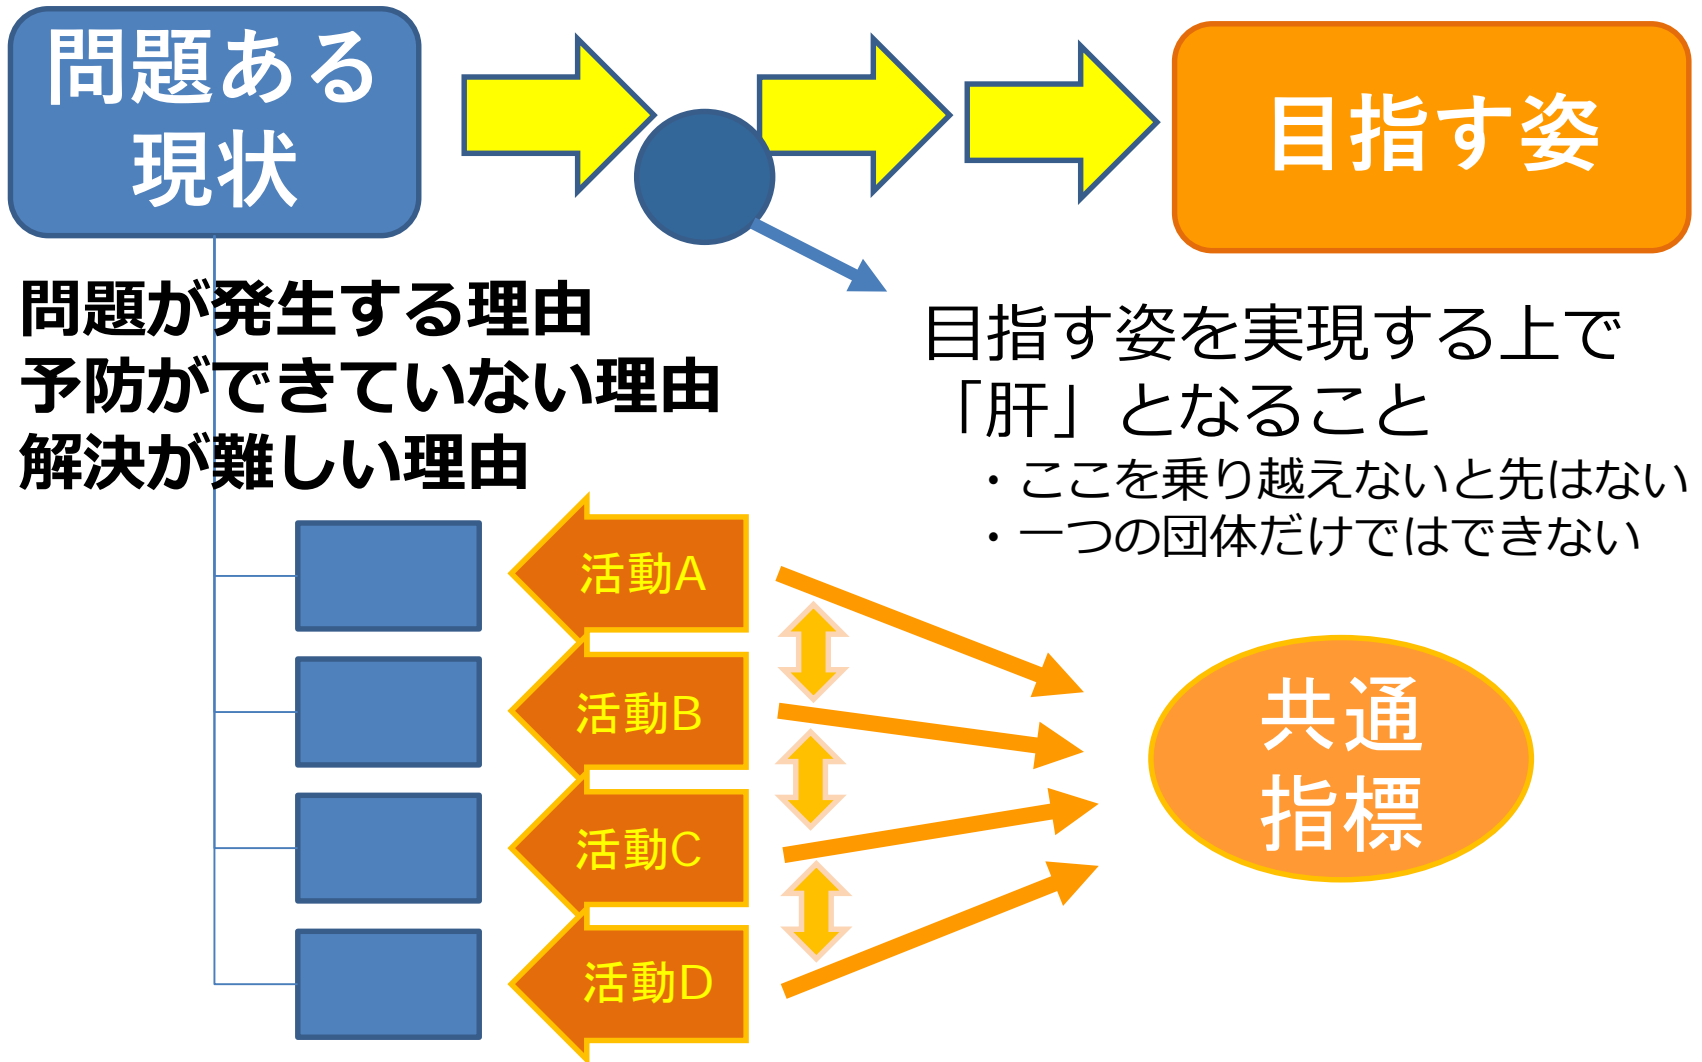 問題ある
現状
目指す姿
問題が発生する理由
予防ができていない理由
解決が難しい理由
目指す姿を実現する上で
「肝」となること
・ここを乗り越えないと先はない
・一つの団体だけではできない
活動A
活動B
活動C
活動D
共通
指標